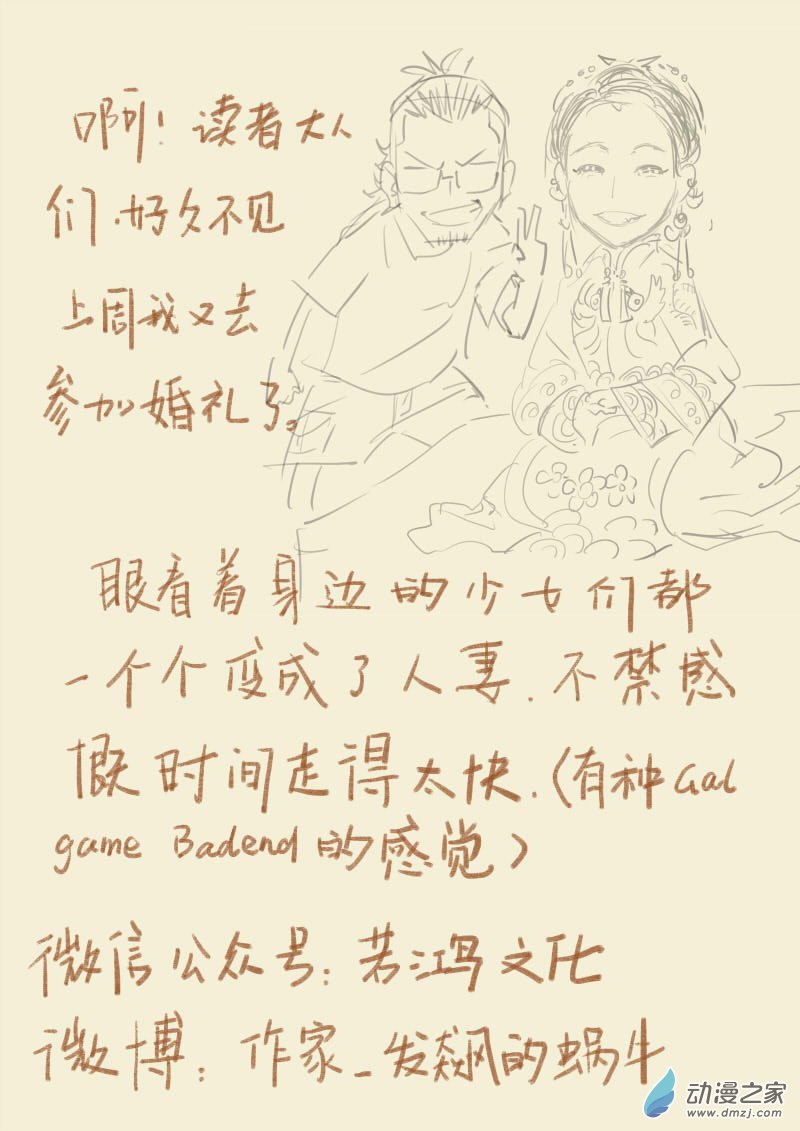 啊！读者大人
们，好久不见
上周我又去
参加婚礼了。
眼看着身边的少女们都
一个个变成了人妻，不禁感
慨时间走得太快，（有种Gal
game Badend的感觉）
微信公众号：若鸿文化
微博：作家_发飙的蜗牛
动漫之家
www.dmzj.com